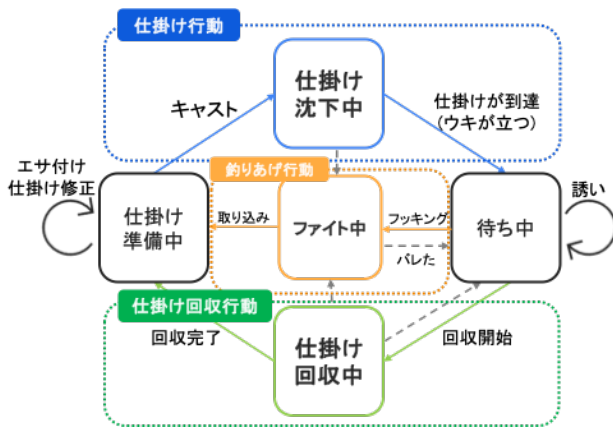 仕掛け行動
仕掛け
沈下中
キャスト
仕掛けが到達
(ウキが立つ)
エサ付け
仕掛け修正
釣りあげ行動
誘い
仕掛け
準備中
取り込み
ファイト中
フッキング
バレた
待ち中
仕掛け回収行動
回収完了
仕掛け
回収中
回収開始